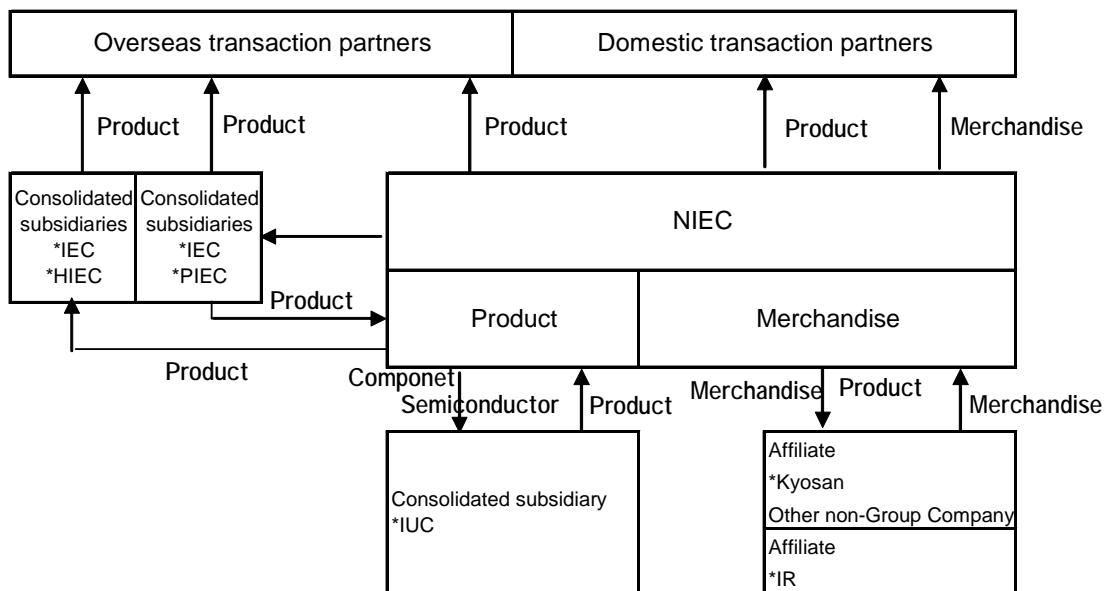 Overseas transaction partners
Domestic transaction partners
Product
Product
Product
Product
Merchandise
Consolidated
subsidiaries
*IEC
*HIEC
Consolidated
subsidiaries
*IEC
*PIEC
NIEC
Product
Product
Merchandise
Product
Componet
Semiconductor
Product
Merchandise
Product
Merchandise
Consolidated subsidiary
*IUC
Affiliate
*Kyosan
Other non-Group Company
Affiliate
*IR